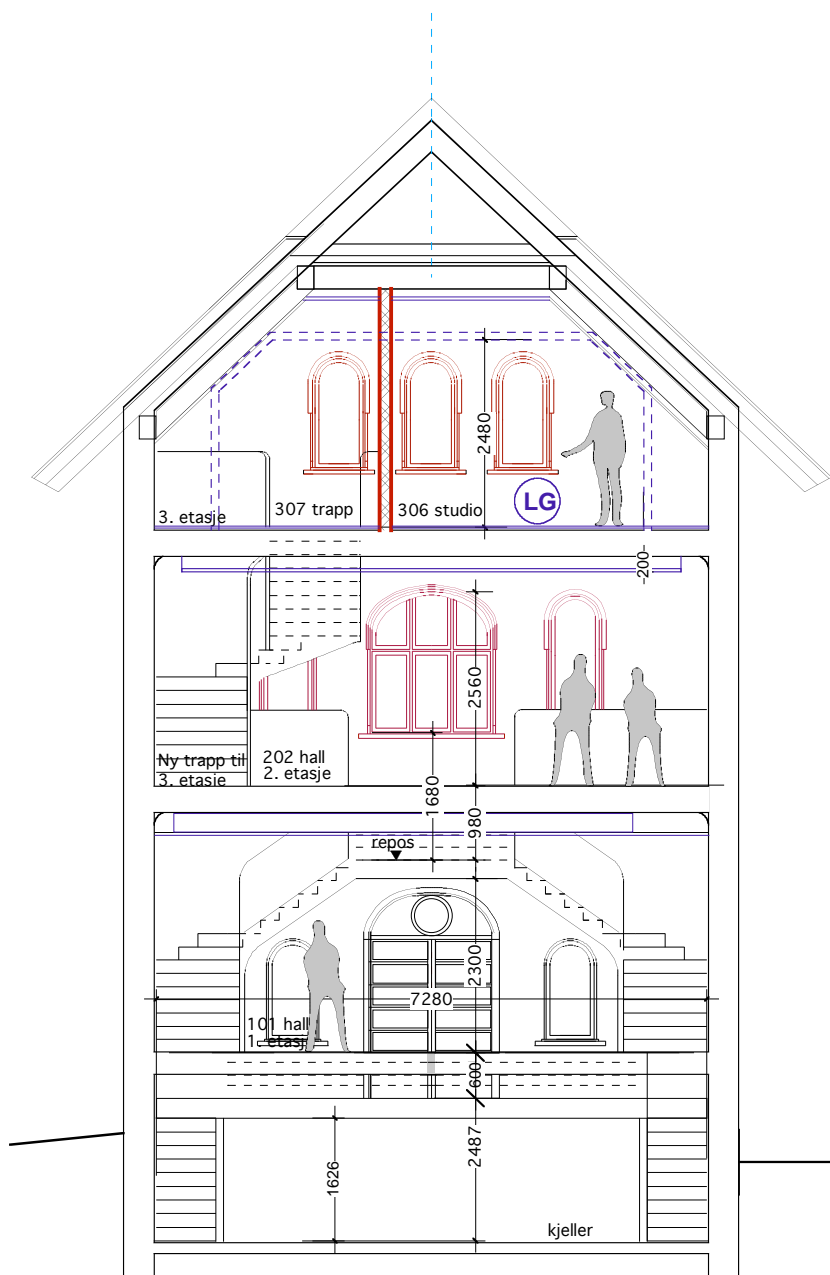 2480
LG
307 trapp
306 studio
3. etasje
200
2560
Ny trapp til
3. etasje
202 hall
2. etasje
1680
980
repos
2300
7280
101 hall
1. etasje
600
2487
1626
kjeller